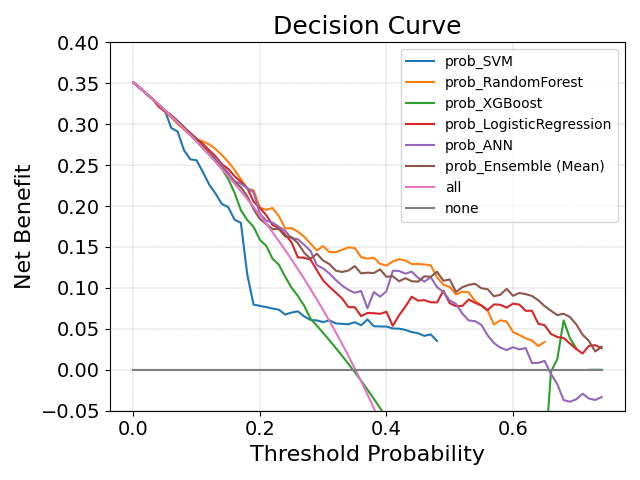 Decision Curve
Net Benefit
0.40
0.35
0.30
0.25
0.20
0.15
0.10
0.05
0.00
−0.05
prob_SVM
prob_RandomForest
prob_XGBoost
prob_LogisticRegression
prob_ANN
prob_Ensemble (Mean)
all
none
0.0 0.2 0.4 0.6
Threshold Probability